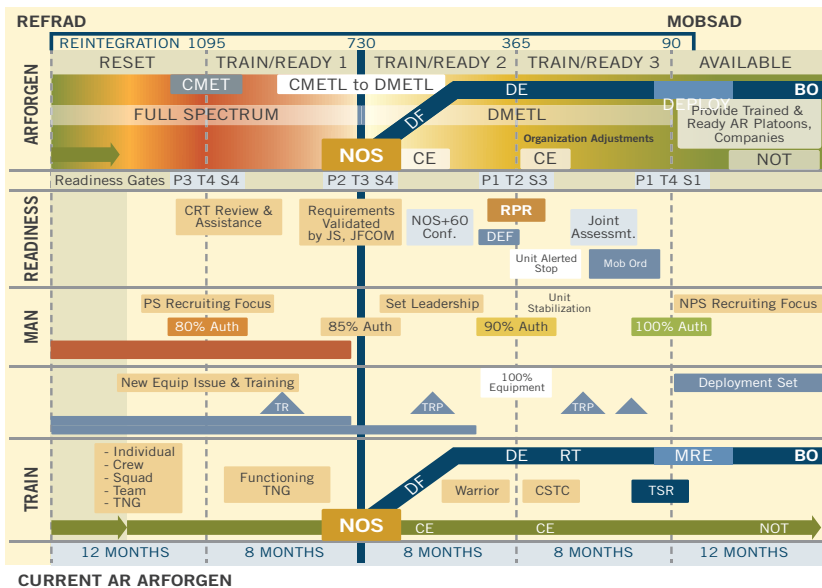 REFRAD
MOBSAD
REINTEGRATION 1095
730
365
90
RESET
TRAIN/READY 1
TRAIN/READY 2
TRAIN/READY 3
AVAILABLE
ARFORGEN
CMET
CMETL to DMETL
DE
BO
DEPLOY
FULL SPECTRUM
DF
DMETL
Provide Trained &
Ready AR Platoons,
Companies
Organization Adjustments
NOS
CE
CE
NOT
Readiness Gates
P3 T4 S4
P2 T3 S4
P1 T2 S3
P1 T4 S1
READINESS
CRT Review &
Assistance
Requirements
Validated
by JS, JFCOM
NOS+60
Conf.
RPR
DEF
Joint
Assessmt.
Unit Alerted
Stop
Mob Ord
MAN
PS Recruiting Focus
Set Leadership
Unit
Stabilization
NPS Recruiting Focus
80% Auth
85% Auth
90% Auth
100% Auth
New Equip Issue & Training
100%
Equipment
Deployment Set
TR
TRP
TRP
TRAIN
- Individual
- Crew
- Squad
- Team
- TNG
Functioning
TNG
DE
RT
MRE
BO
DF
Warrior
CSTC
TSR
NOS
CE
CE
NOT
12 MONTHS
8 MONTHS
8 MONTHS
8 MONTHS
12 MONTHS
CURRENT AR ARFORGEN